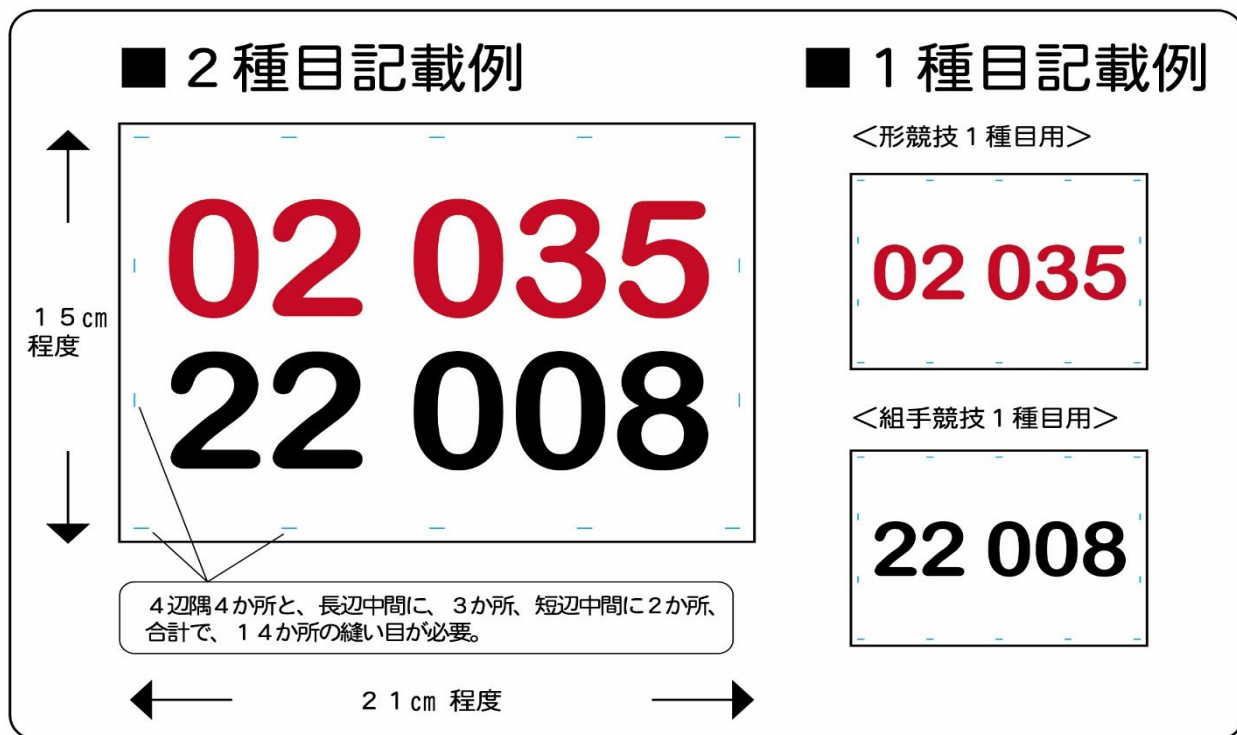 ■２種目記載例
02 035
22 008
１５㎝
程度
４辺隅４か所と、長辺中間に、３か所、短辺中間に２か所、
合計で、１４か所の縫い目が必要。
２１㎝ 程度
■１種目記載例
＜形競技１種目用＞
02 035
＜組手競技１種目用＞
22 008